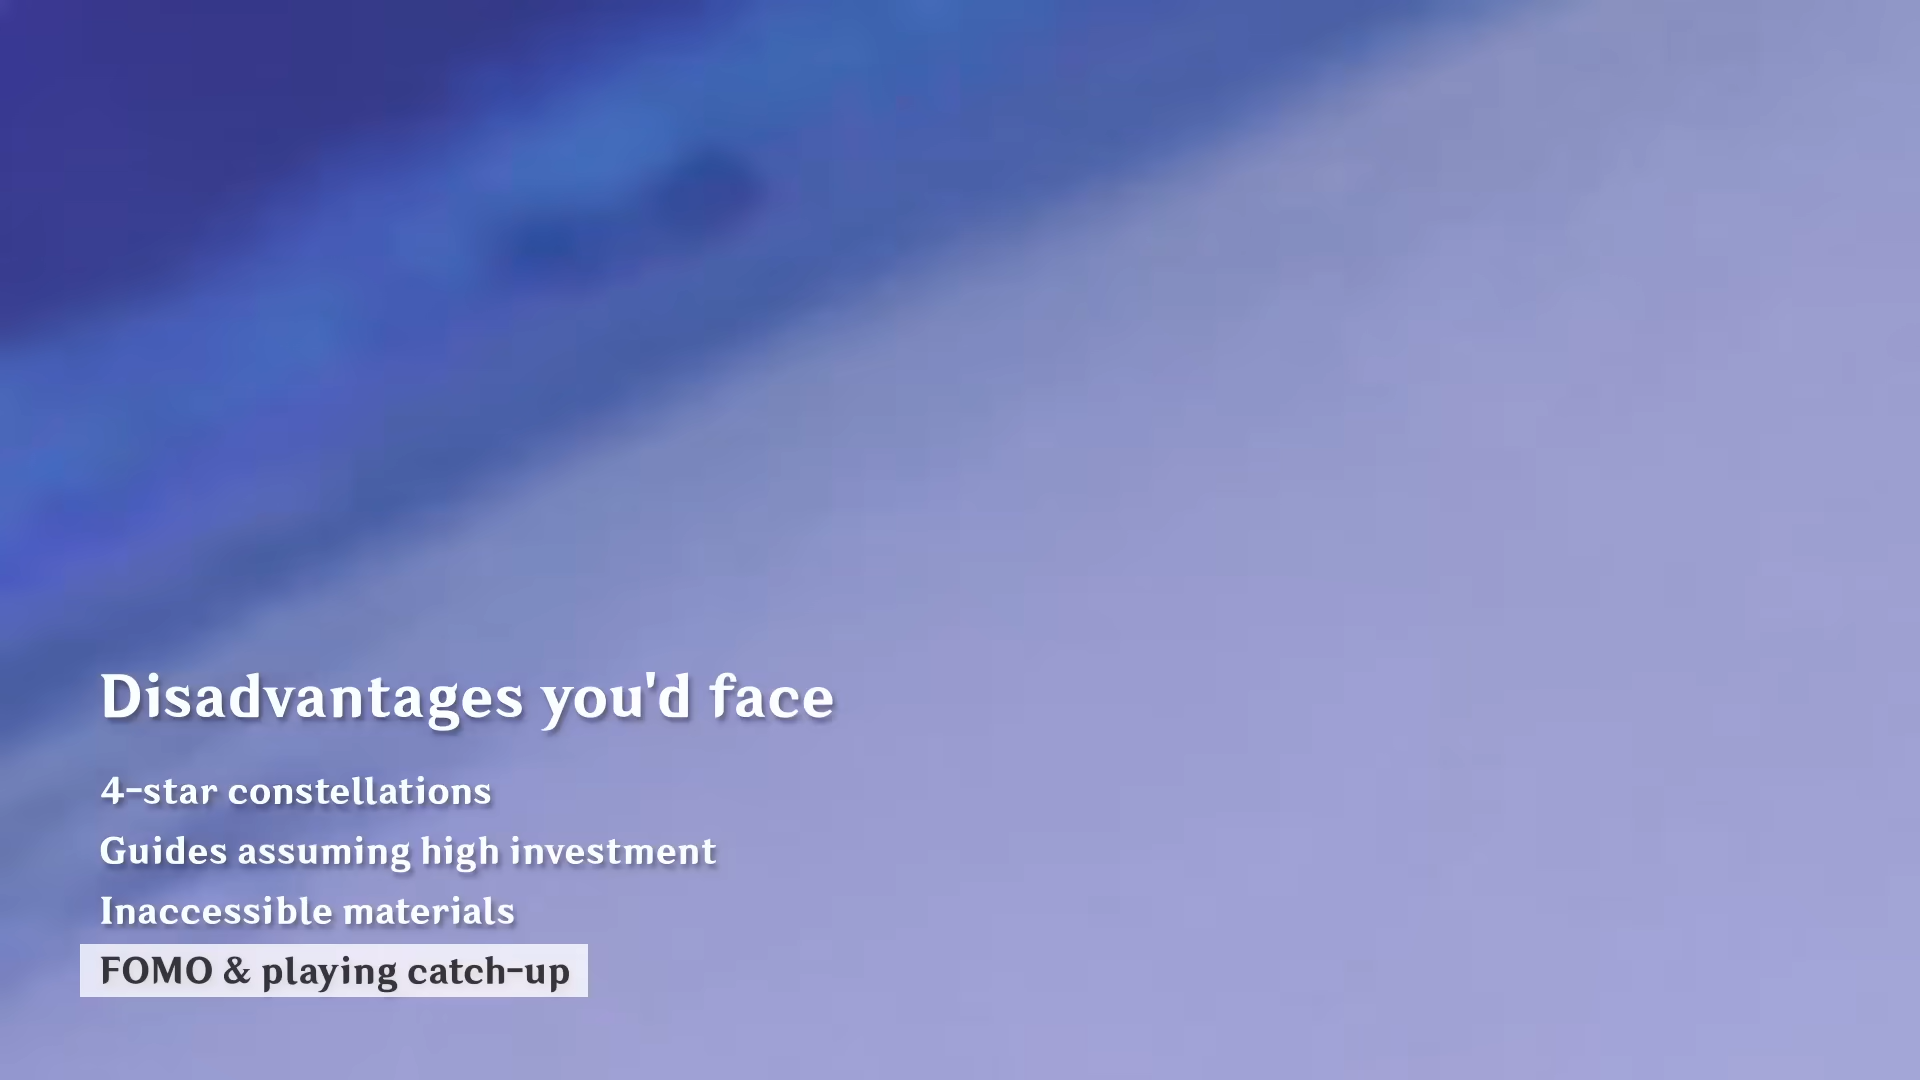 Disadvantages you'd face
4-star constellations
Guides assuming high investment
Inaccessible materials
FOMO & playing catch-up